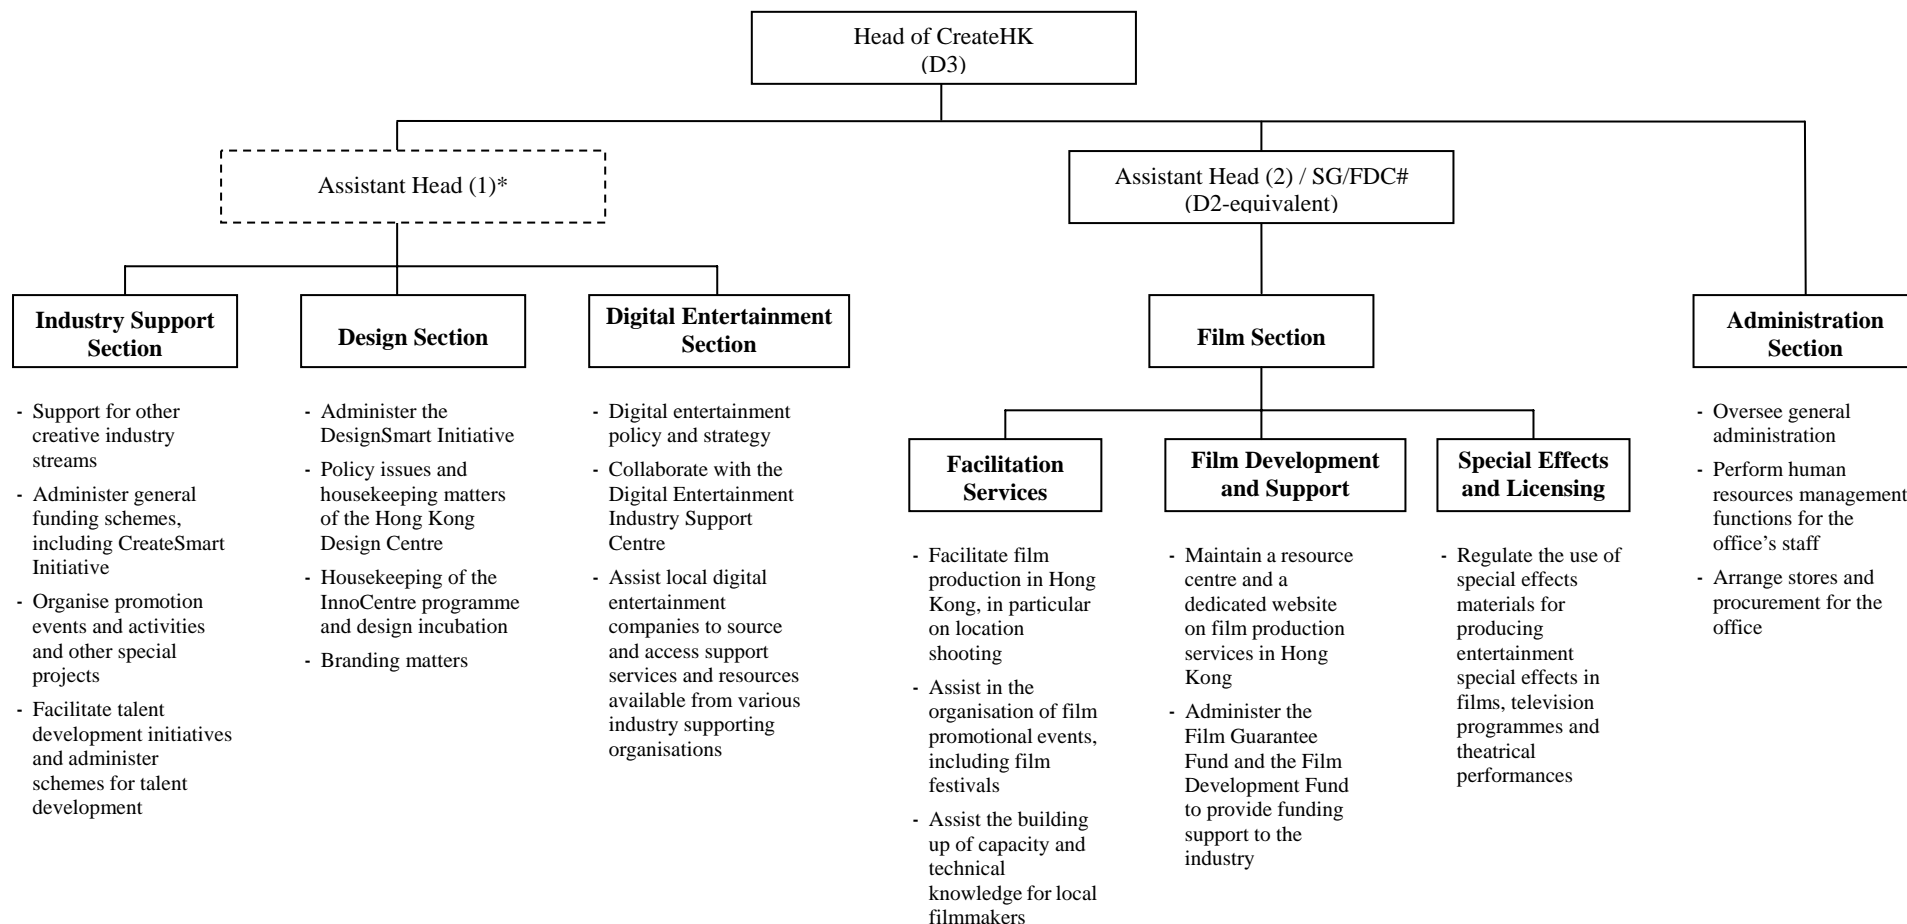 Head of CreateHK
(D3)
Assistant Head (1)*
Assistant Head (2) / SG/FDC#
(D2-equivalent)
Industry Support
Section
Design Section
Digital Entertainment
Section
Film Section
Administration
Section
- Support for other
creative industry
streams
- Administer general
funding schemes,
including CreateSmart
Initiative
- Organise promotion
events and activities
and other special
projects
- Facilitate talent
development initiatives
and administer
schemes for talent
development
- Administer the
DesignSmart Initiative
- Policy issues and
housekeeping matters
of the Hong Kong
Design Centre
- Housekeeping of the
InnoCentre programme
and design incubation
- Branding matters
- Digital entertainment
policy and strategy
- Collaborate with the
Digital Entertainment
Industry Support
Centre
- Assist local digital
entertainment
companies to source
and access support
services and resources
available from various
industry supporting
organisations
Facilitation
Services
- Facilitate film
production in Hong
Kong, in particular
on location
shooting
- Assist in the
organisation of film
promotional events,
including film
festivals
- Assist the building
up of capacity and
technical
knowledge for local
filmmakers
Film Development
and Support
- Maintain a resource
centre and a
dedicated website
on film production
services in Hong
Kong
- Administer the
Film Guarantee
Fund and the Film
Development Fund
to provide funding
support to the
industry
Special Effects
and Licensing
- Regulate the use of
special effects
materials for
producing
entertainment
special effects in
films, television
programmes and
theatrical
performances
- Oversee general
administration
- Perform human
resources management
functions for the
office's staff
- Arrange stores and
procurement for the
office